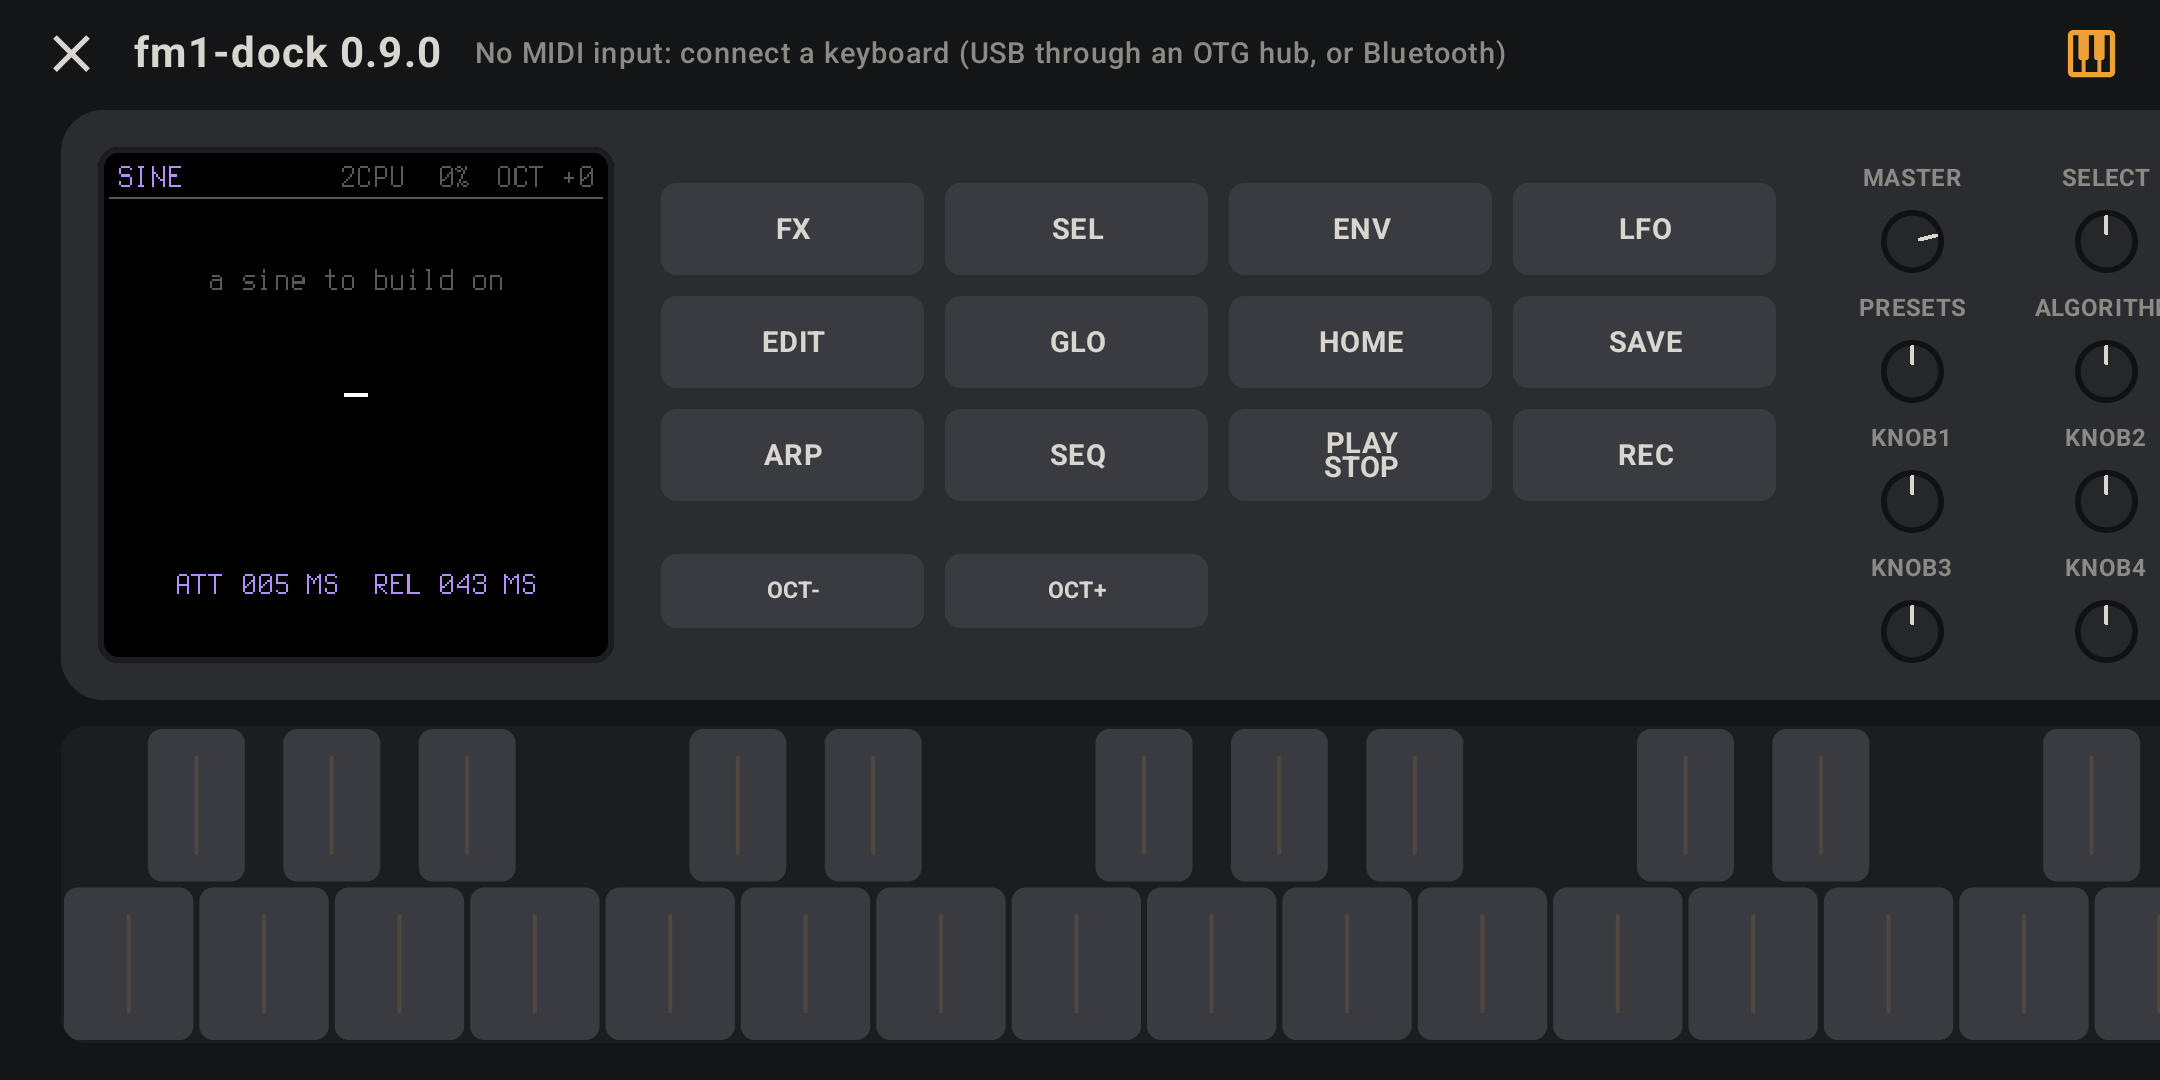 fm1-dock 0.9.0 No MIDI input: connect a keyboard (USB through an OTG hub, or Bluetooth)
SINE 2CPU 0% OCT +0
a sine to build on
ATT 005 MS REL 043 MS
FX SEL ENV LFO
EDIT GLO HOME SAVE
ARP SEQ PLAY STOP REC
OCT- OCT+
MASTER SELECT
PRESETS
KNOB1 KNOB2
KNOB3 KNOB4